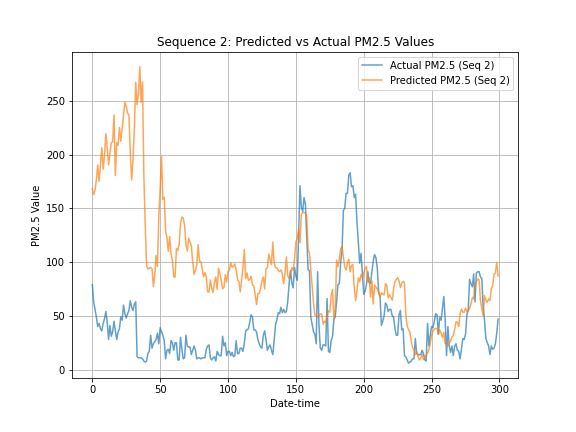 Sequence 2: Predicted vs Actual PM2.5 Values
Actual PM2.5 (Seq 2)
Predicted PM2.5 (Seq 2)
PM2.5 Value
250
200
150
100
50
0
0
50
100
150
200
250
300
Date-time